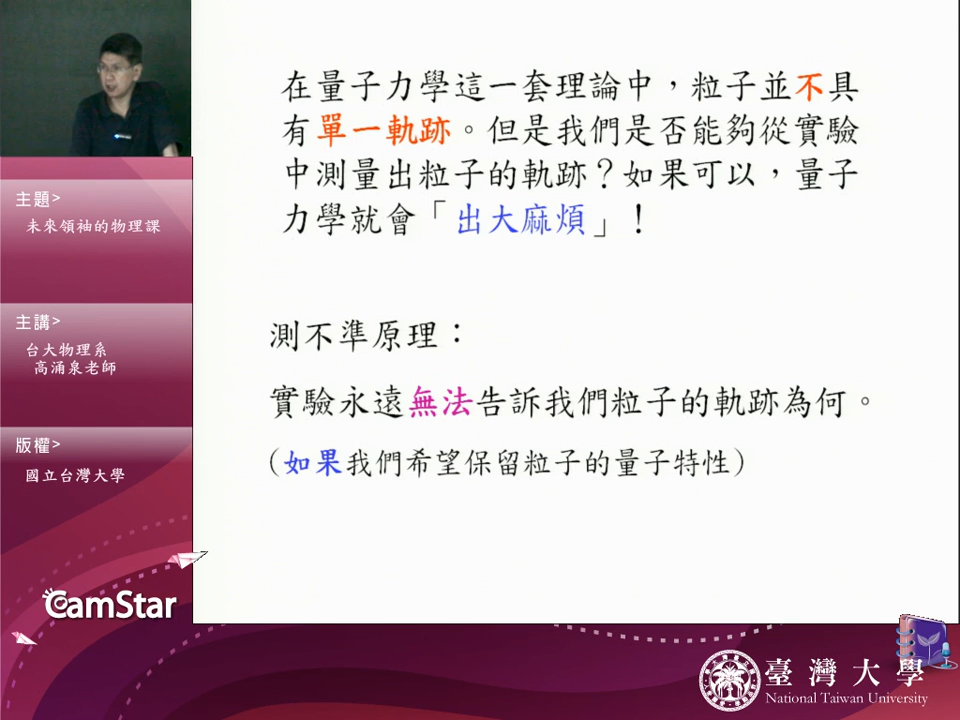 在量子力學這一套理論中，粒子並不具
有單一軌跡。但是我們是否能夠從實驗
中測量出粒子的軌跡？如果可以，量子
力學就會「出大麻煩」！
測不準原理：
實驗永遠無法告訴我們粒子的軌跡為何。
(如果我們希望保留粒子的量子特性)
主題>
未來領袖的物理課
主講>
台大物理系
高涌泉老師
版權>
國立台灣大學
CamStar
臺灣大學
National Taiwan University